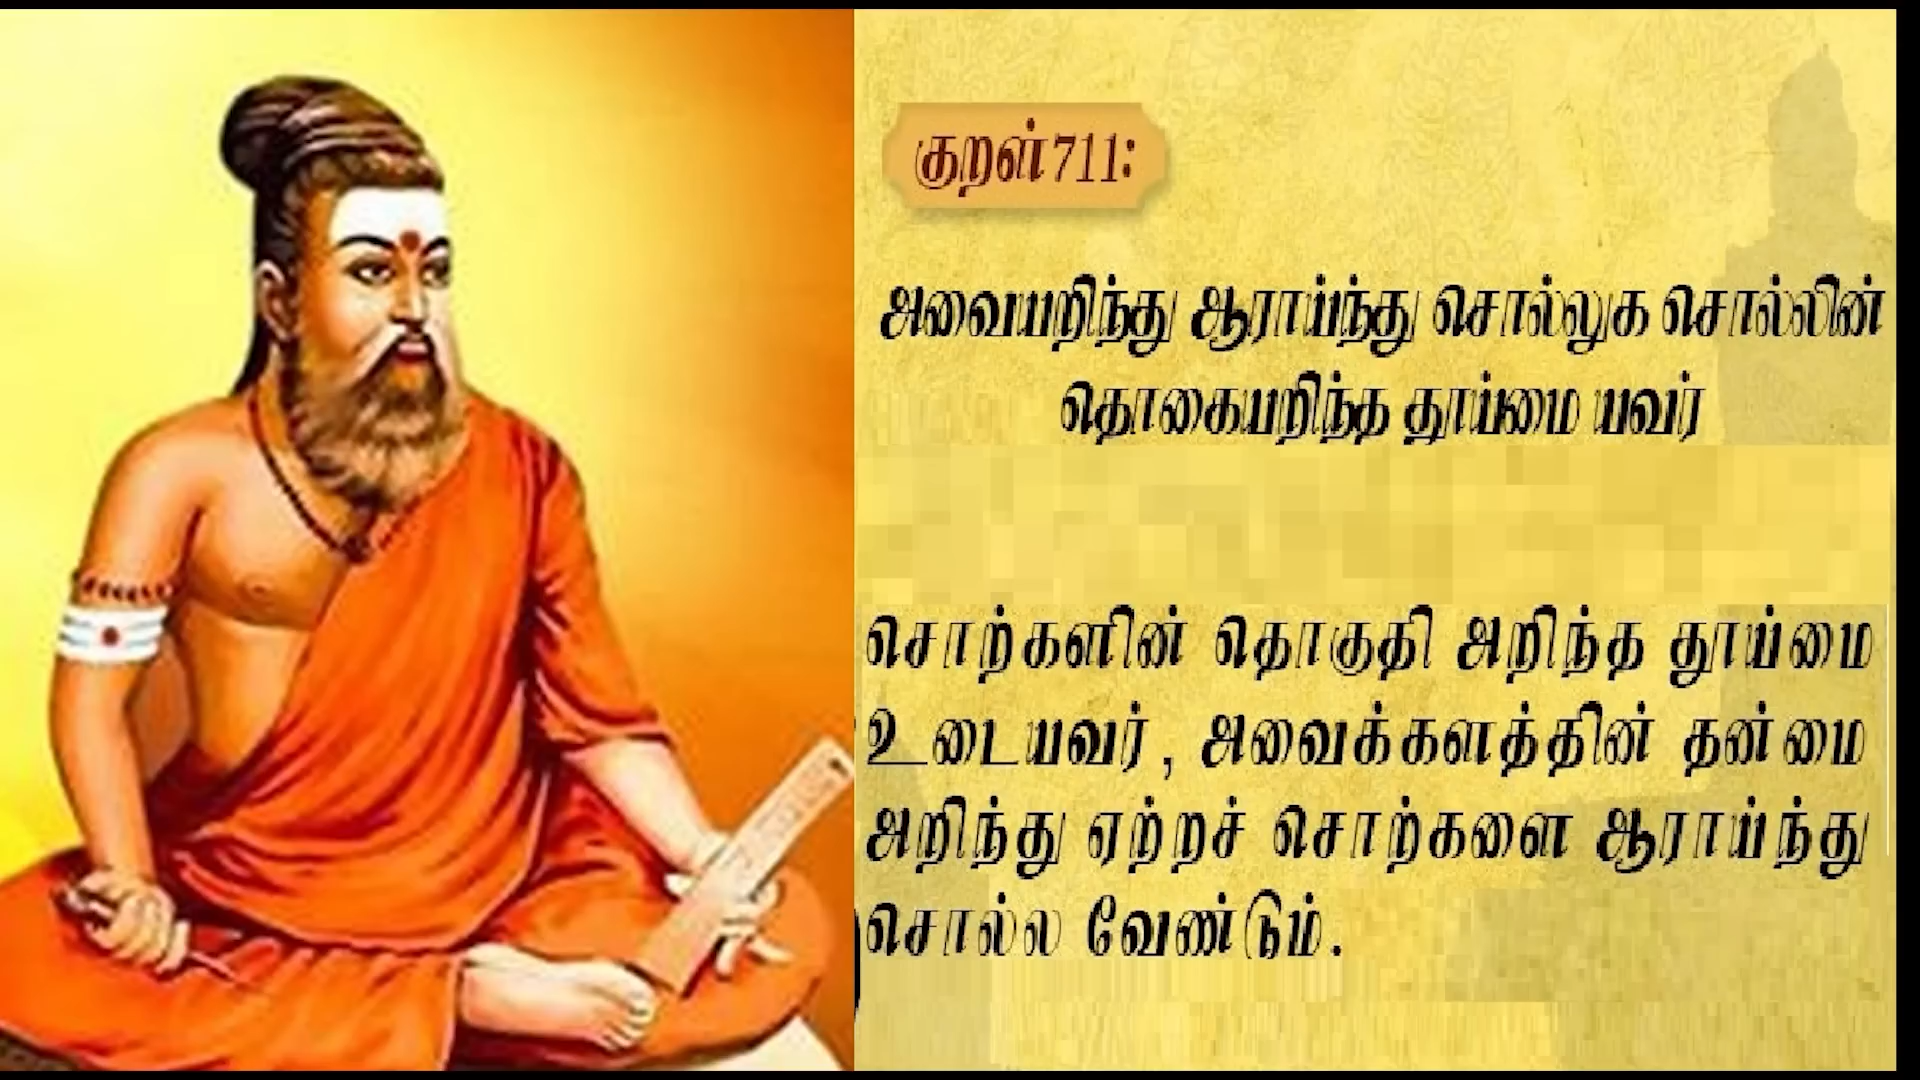 குறள் 711:
அவையறிந்து ஆராய்ந்து சொல்லுக சொல்லின்
தொகையறிந்த தூய்மை யவர்
சொற்களின் தொகுதி அறிந்த தூய்மை
உடையவர், அவைக்களத்தின் தன்மை
அறிந்து ஏற்றச் சொற்களை ஆராய்ந்து
சொல்ல வேண்டும்.